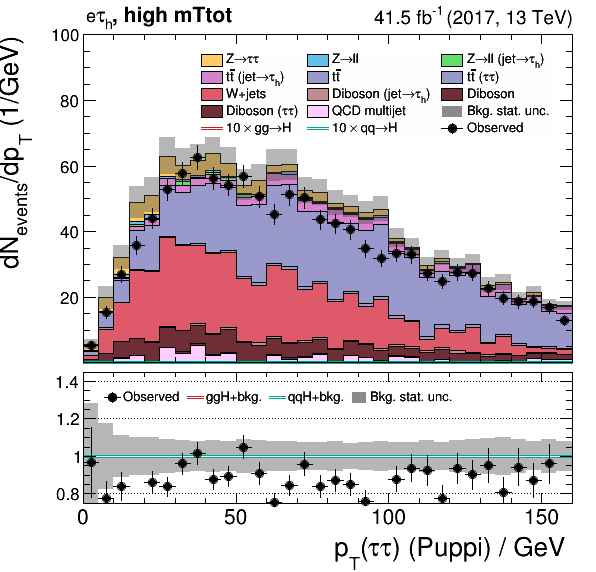 eτh, high mTtot 41.5 fb⁻¹ (2017, 13 TeV)
dNevents/dpT (1/GeV)
100
80
60
40
20
Z→ττ Z→ll Z→ll (jet→τh)
tt̄ (jet→τh) tt̄ tt̄ (ττ)
W+jets Diboson (jet→τh) Diboson
Diboson (ττ) QCD multijet Bkg. stat. unc.
10×gg→H 10×qq→H Observed
1.4
1.2
1
0.8
Observed ggH+bkg. qqH+bkg. Bkg. stat. unc.
0 50 100 150
pT(ττ) (Puppi) / GeV